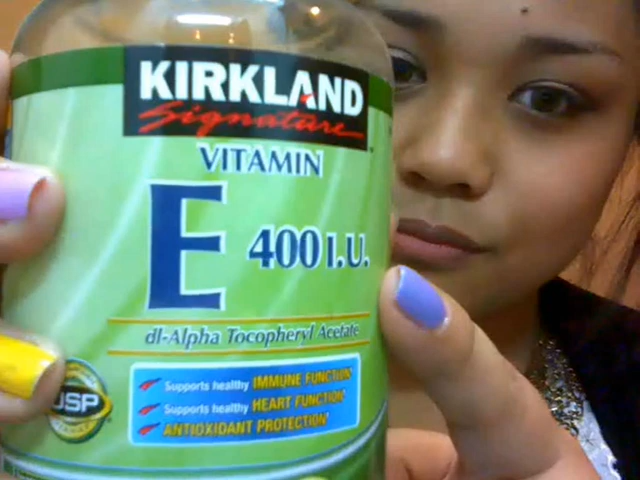 KIRKLAND
Signature
VITAMIN
E 400 I.U.
dl-Alpha Tocopheryl Acetate
Supports healthy IMMUNE FUNCTION*
Supports healthy HEART FUNCTION*
ANTIOXIDANT PROTECTION*
USP